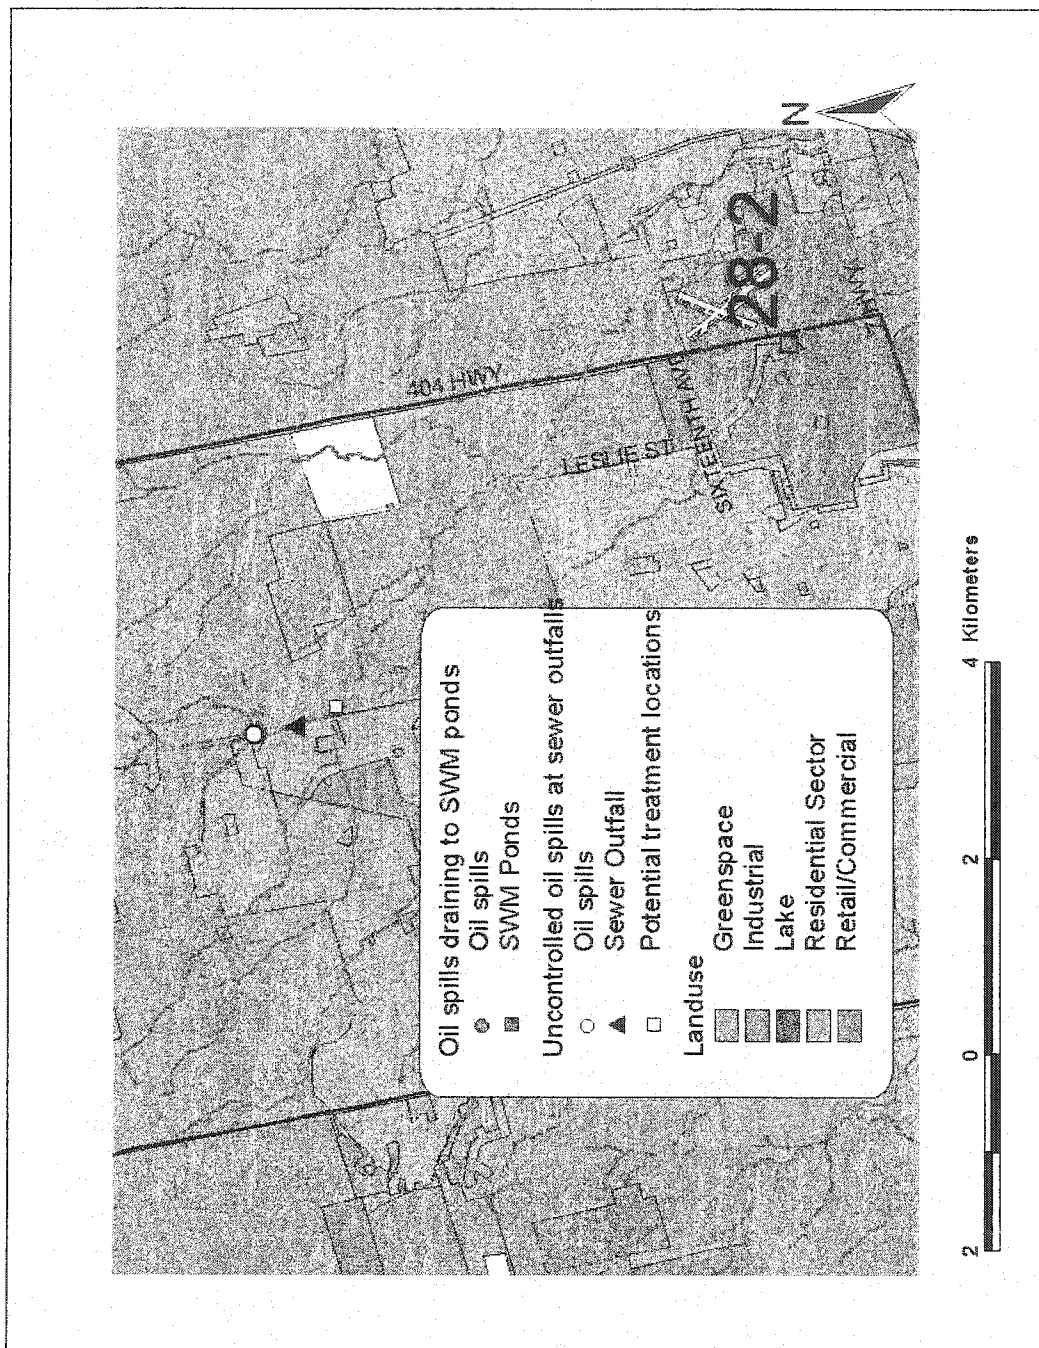 N
404 HWY
LESLIE ST
SIXTEENTH AVE
28-2
7 HWY
Oil spills draining to SWM ponds
Oil spills
SWM Ponds
Uncontrolled oil spills at sewer outfalls
Oil spills
Sewer Outfall
Potential treatment locations
Landuse
Greenspace
Industrial
Lake
Residential Sector
Retail/Commercial
2 0 2 4 Kilometers